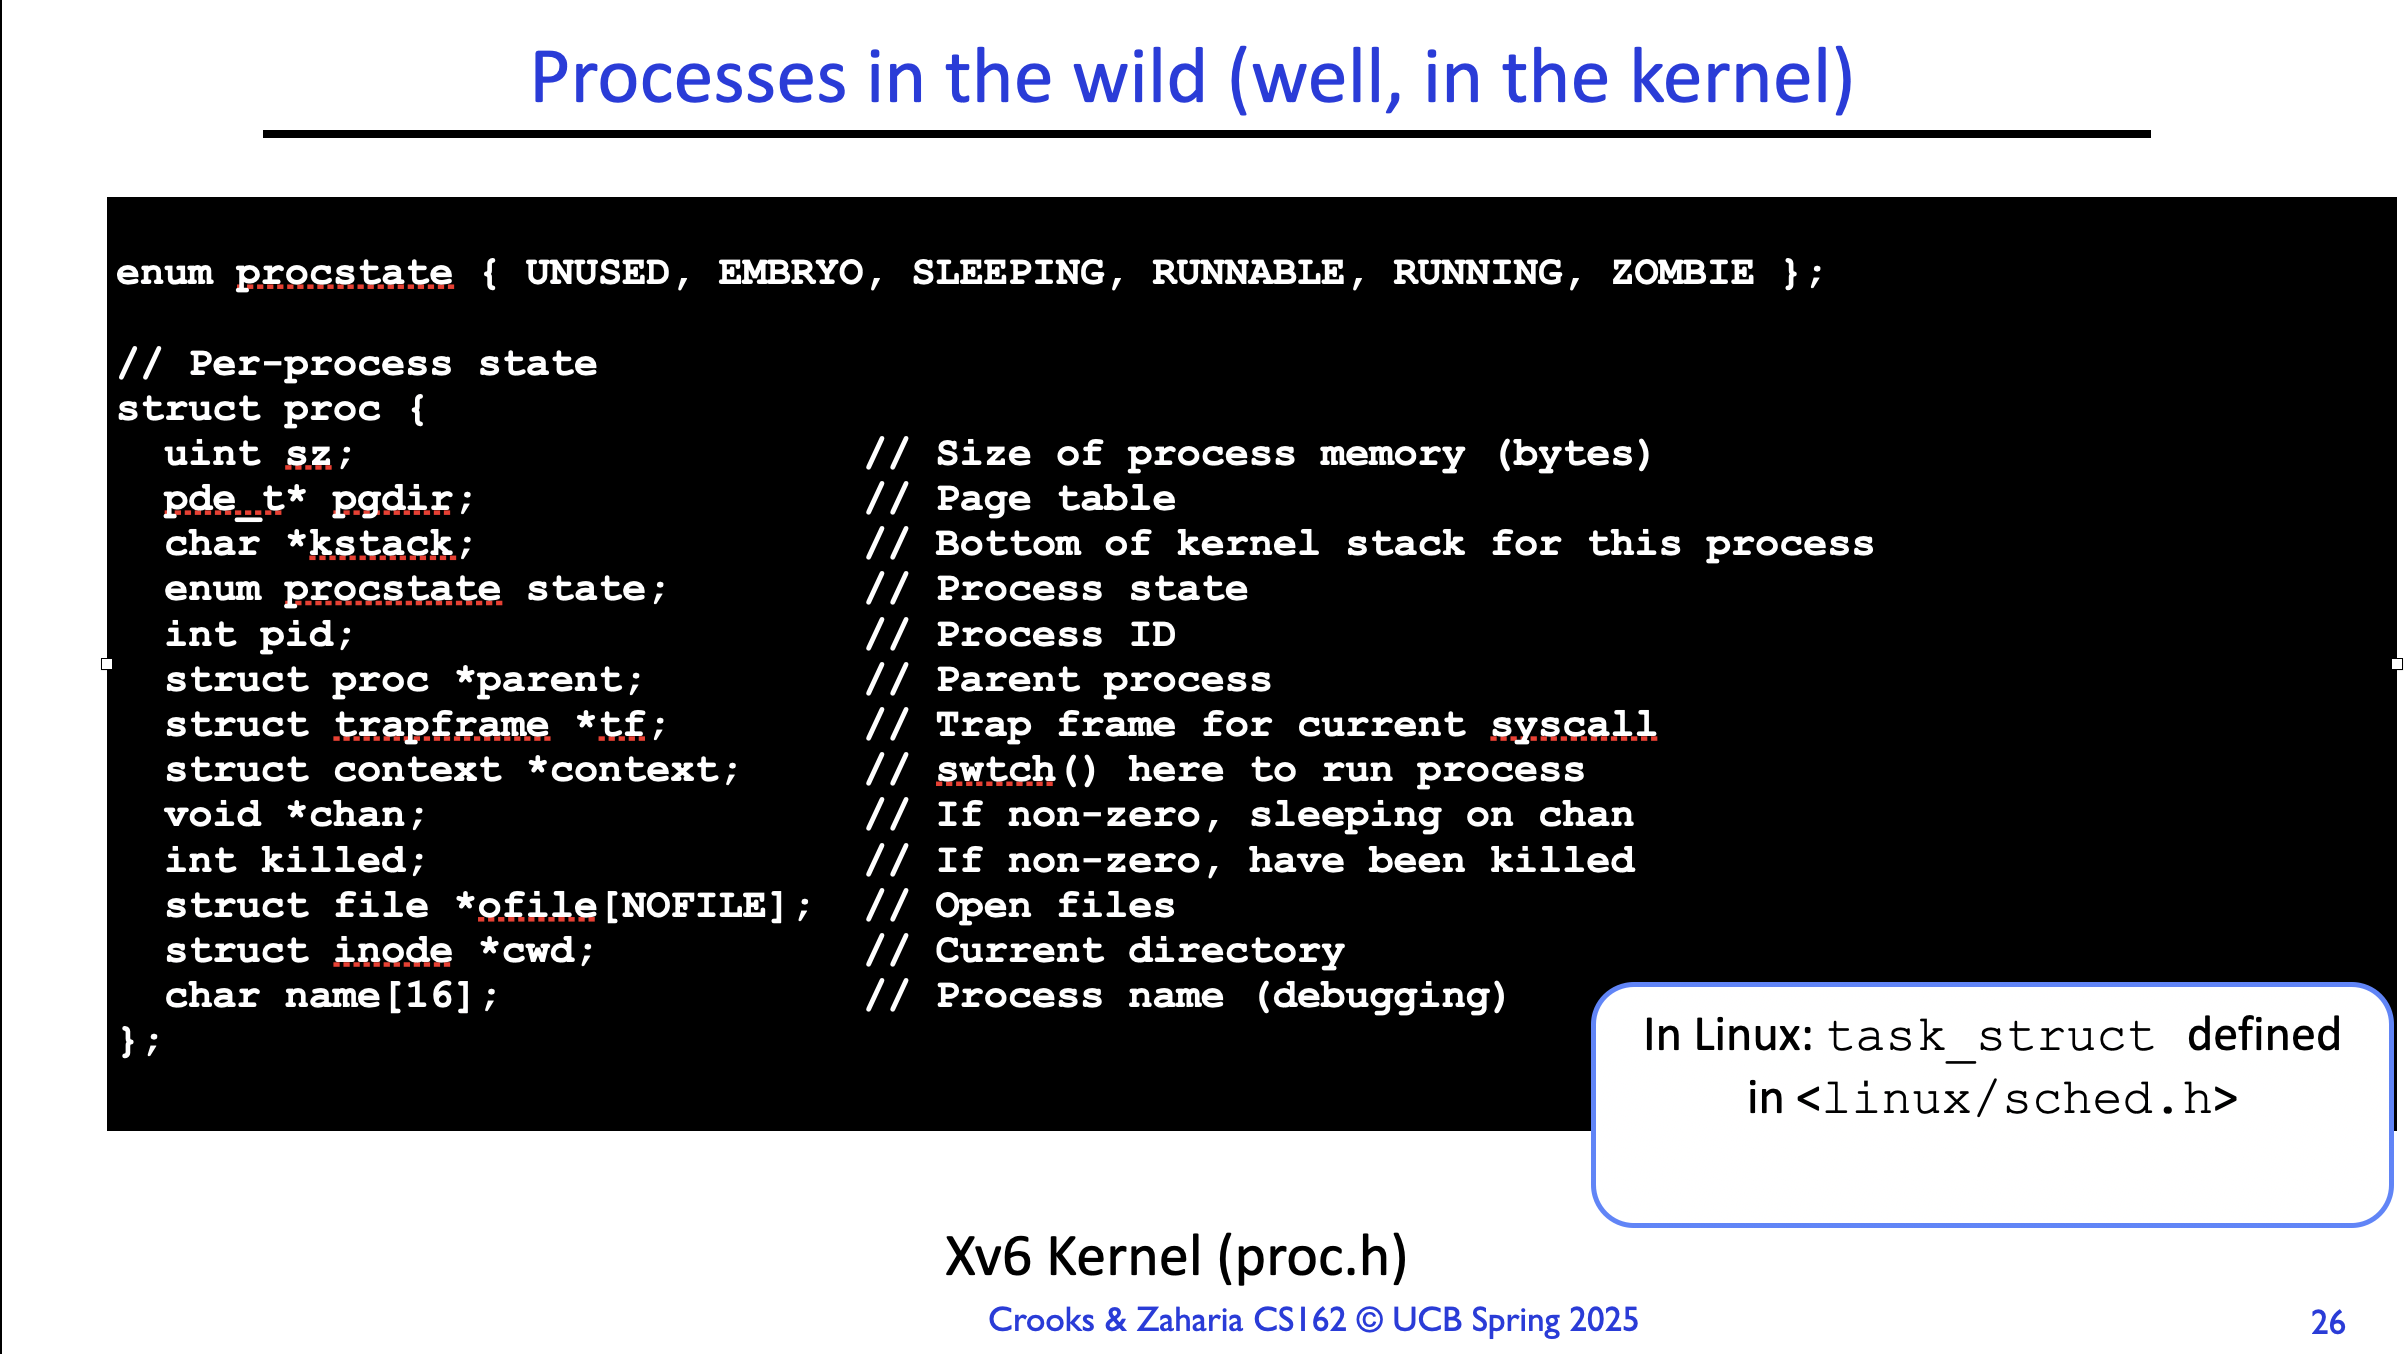 Processes in the wild (well, in the kernel)
enum procstate { UNUSED, EMBRYO, SLEEPING, RUNNABLE, RUNNING, ZOMBIE };
// Per-process state
struct proc {
  uint sz;                     // Size of process memory (bytes)
  pde_t* pgdir;                // Page table
  char *kstack;                // Bottom of kernel stack for this process
  enum procstate state;        // Process state
  int pid;                     // Process ID
  struct proc *parent;         // Parent process
  struct trapframe *tf;        // Trap frame for current syscall
  struct context *context;     // swtch() here to run process
  void *chan;                  // If non-zero, sleeping on chan
  int killed;                  // If non-zero, have been killed
  struct file *ofile[NOFILE];  // Open files
  struct inode *cwd;           // Current directory
  char name[16];               // Process name (debugging)
};
In Linux: task_struct defined
in <linux/sched.h>
Xv6 Kernel (proc.h)
Crooks & Zaharia CS162 © UCB Spring 2025
26